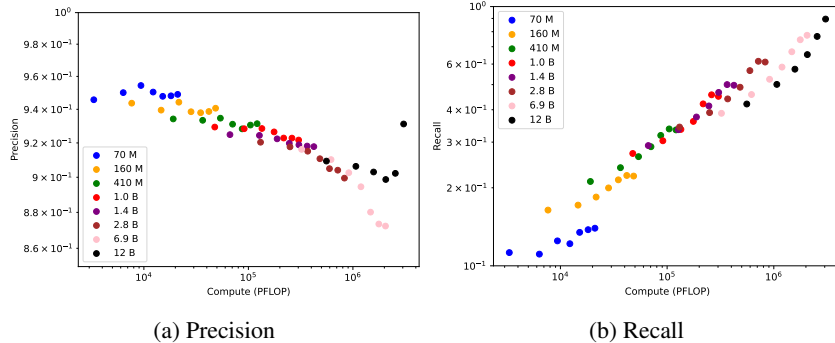 10⁰
9.8 × 10⁻¹
9.6 × 10⁻¹
9.4 × 10⁻¹
9.2 × 10⁻¹
9 × 10⁻¹
8.8 × 10⁻¹
8.6 × 10⁻¹
Precision
70 M
160 M
410 M
1.0 B
1.4 B
2.8 B
6.9 B
12 B
10⁴ 10⁵ 10⁶
Compute (PFLOP)
(a) Precision
10⁰
6 × 10⁻¹
4 × 10⁻¹
3 × 10⁻¹
2 × 10⁻¹
10⁻¹
Recall
70 M
160 M
410 M
1.0 B
1.4 B
2.8 B
6.9 B
12 B
10⁴ 10⁵ 10⁶
Compute (PFLOP)
(b) Recall